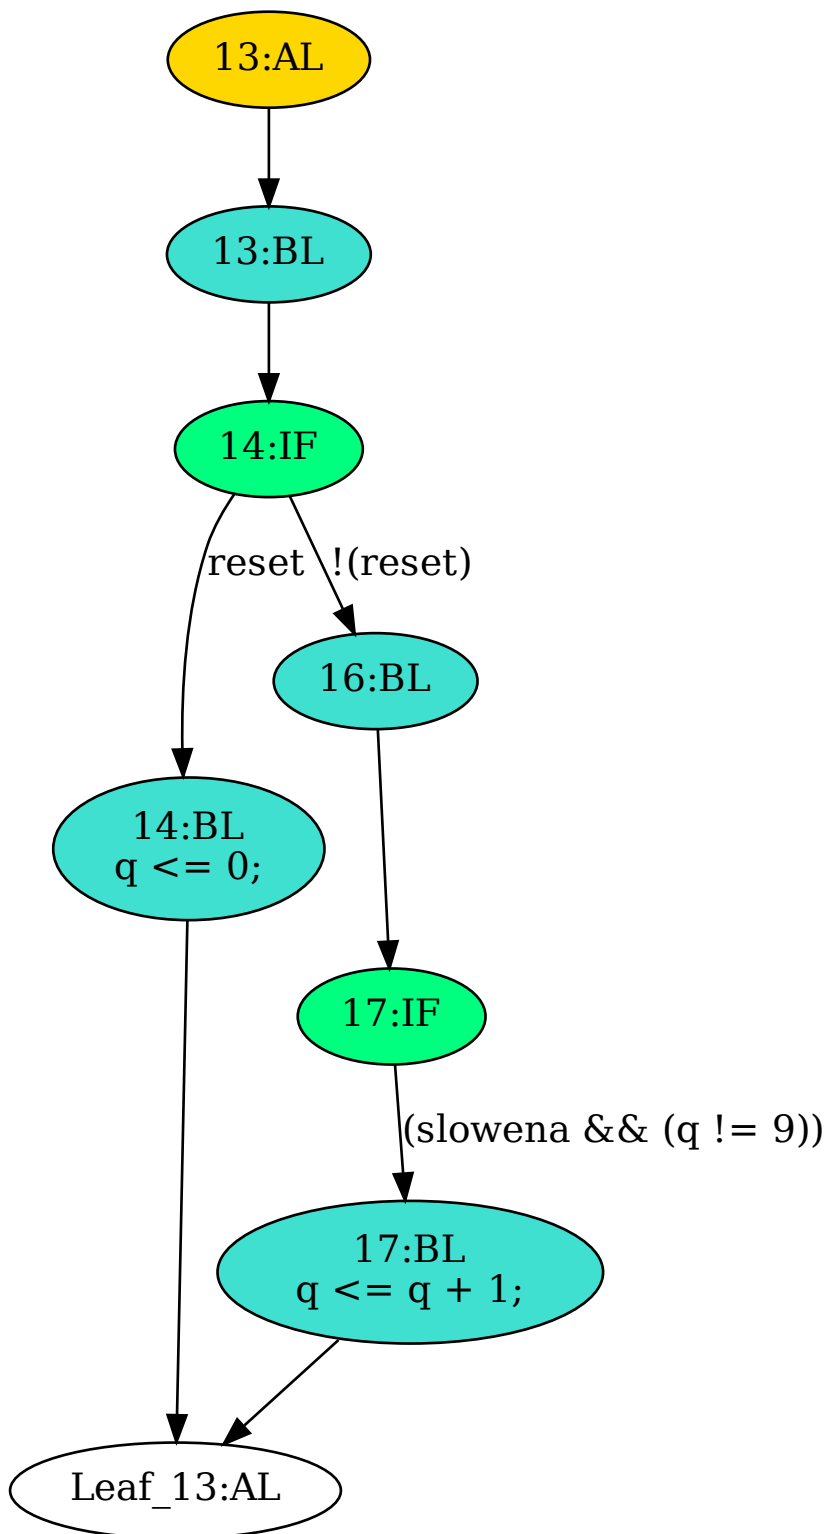 13:AL
13:BL
14:IF
reset
!(reset)
16:BL
14:BL
q <= 0;
17:IF
(slowena && (q != 9))
17:BL
q <= q + 1;
Leaf_13:AL